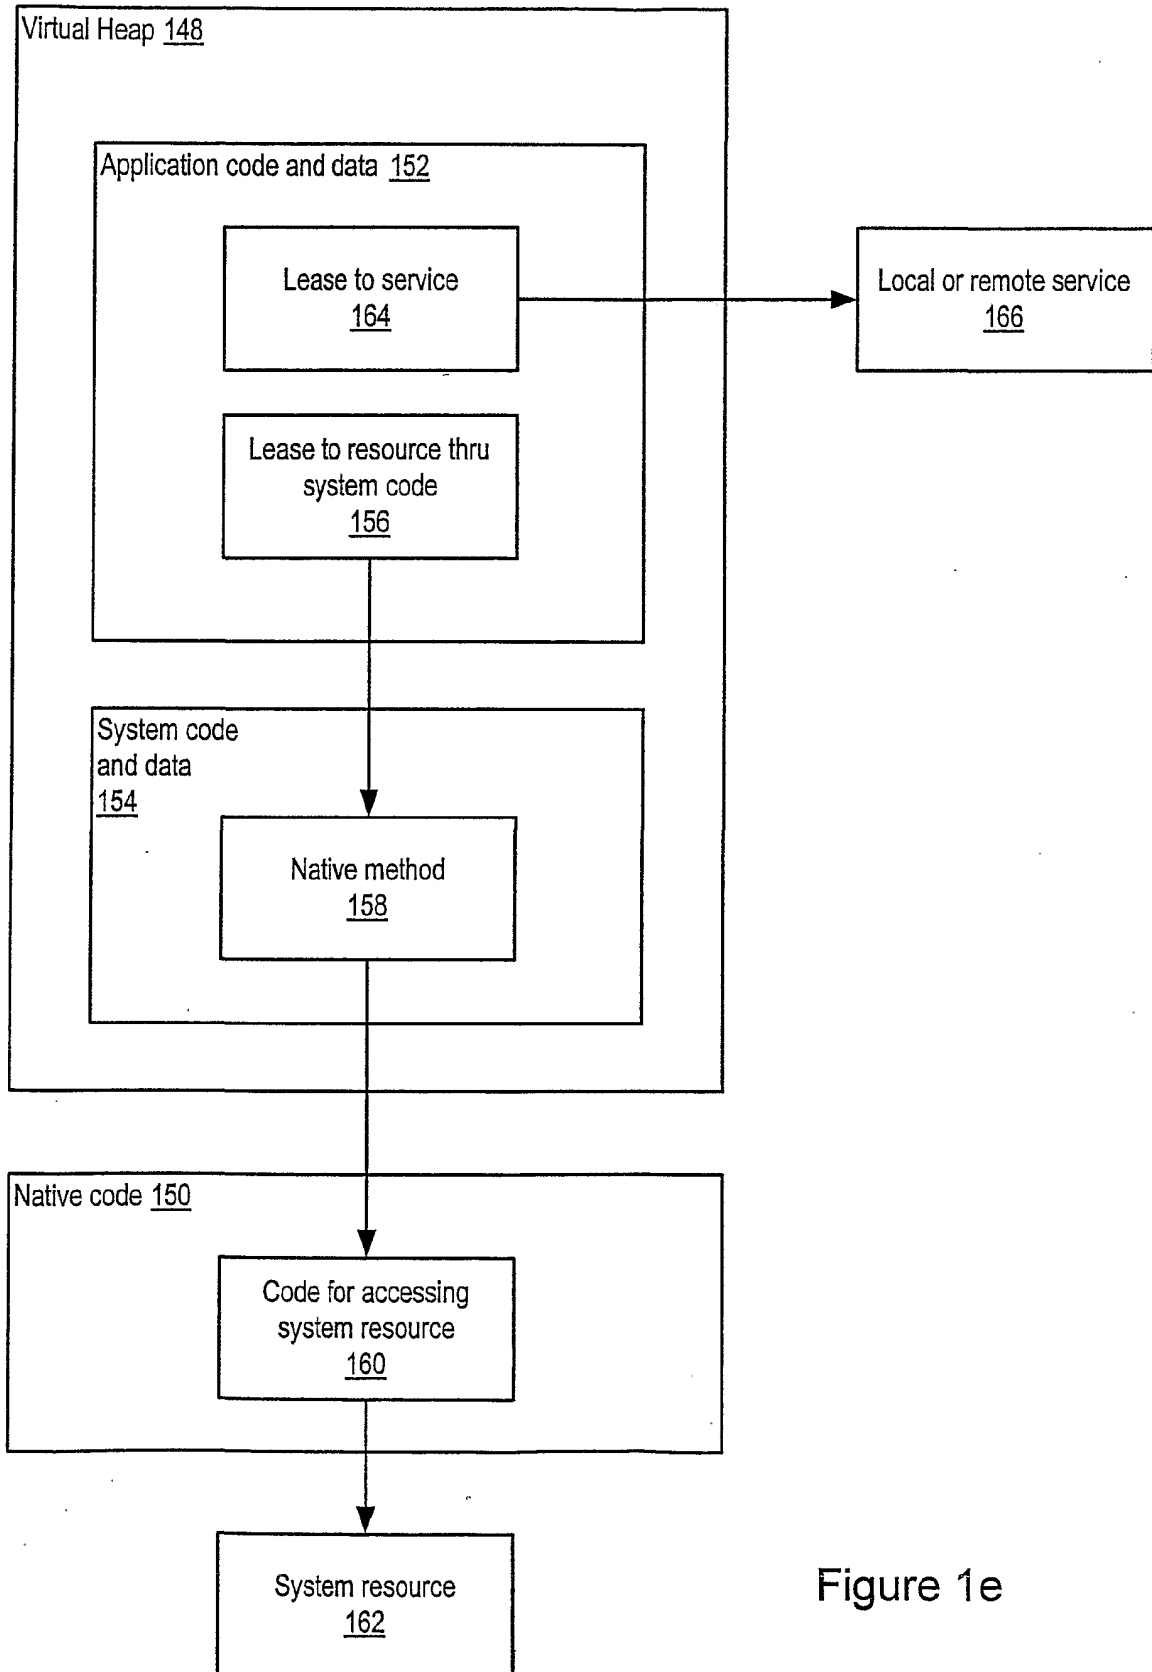 Virtual Heap 148
Application code and data 152
Lease to service
164
Local or remote service
166
Lease to resource thru
system code
156
System code
and data
154
Native method
158
Native code 150
Code for accessing
system resource
160
System resource
162
Figure 1e